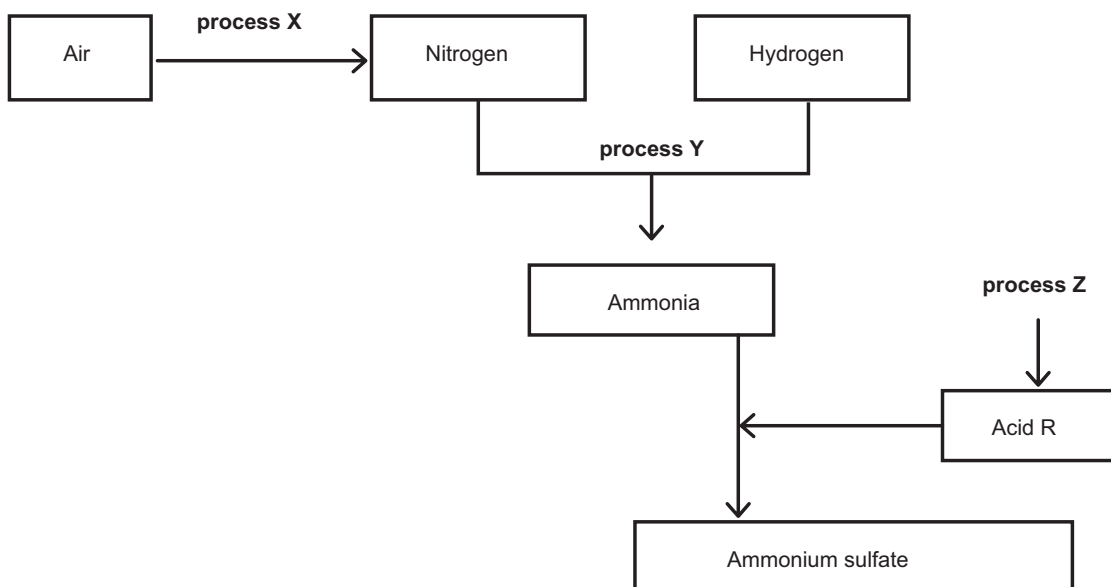 process X
Air
Nitrogen
Hydrogen
process Y
Ammonia
process Z
Acid R
Ammonium sulfate